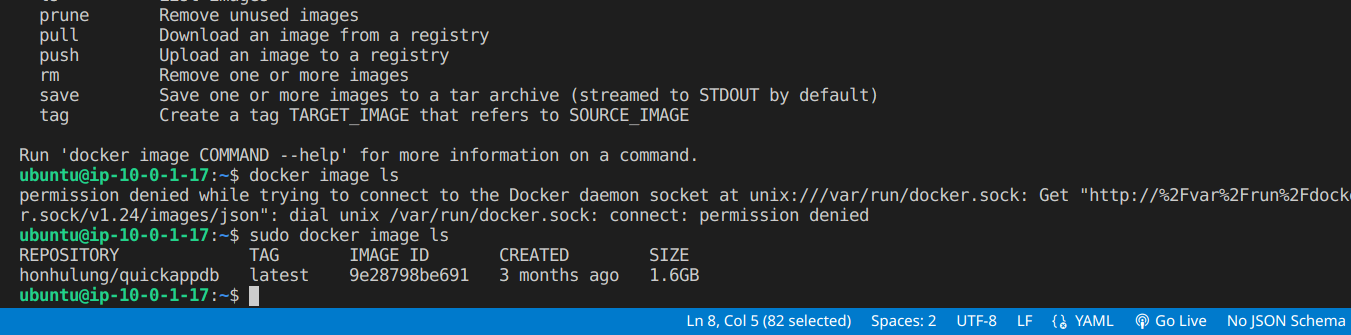 prune Remove unused images
pull Download an image from a registry
push Upload an image to a registry
rm Remove one or more images
save Save one or more images to a tar archive (streamed to STDOUT by default)
tag Create a tag TARGET_IMAGE that refers to SOURCE_IMAGE
Run 'docker image COMMAND --help' for more information on a command.
ubuntu@ip-10-0-1-17:~$ docker image ls
permission denied while trying to connect to the Docker daemon socket at unix:///var/run/docker.sock: Get "http://%2Fvar%2Frun%2Fdocke
r.sock/v1.24/images/json": dial unix /var/run/docker.sock: connect: permission denied
ubuntu@ip-10-0-1-17:~$ sudo docker image ls
REPOSITORY TAG IMAGE ID CREATED SIZE
honhulung/quickappdb latest 9e28798be691 3 months ago 1.6GB
ubuntu@ip-10-0-1-17:~$
Ln 8, Col 5 (82 selected) Spaces: 2 UTF-8 LF YAML Go Live No JSON Schema